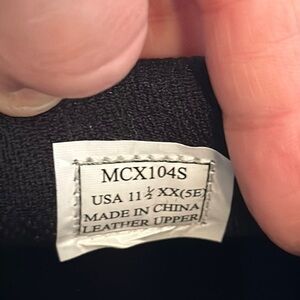 MCX104S
USA 11 ½ XX(5E)
MADE IN CHINA
LEATHER UPPER